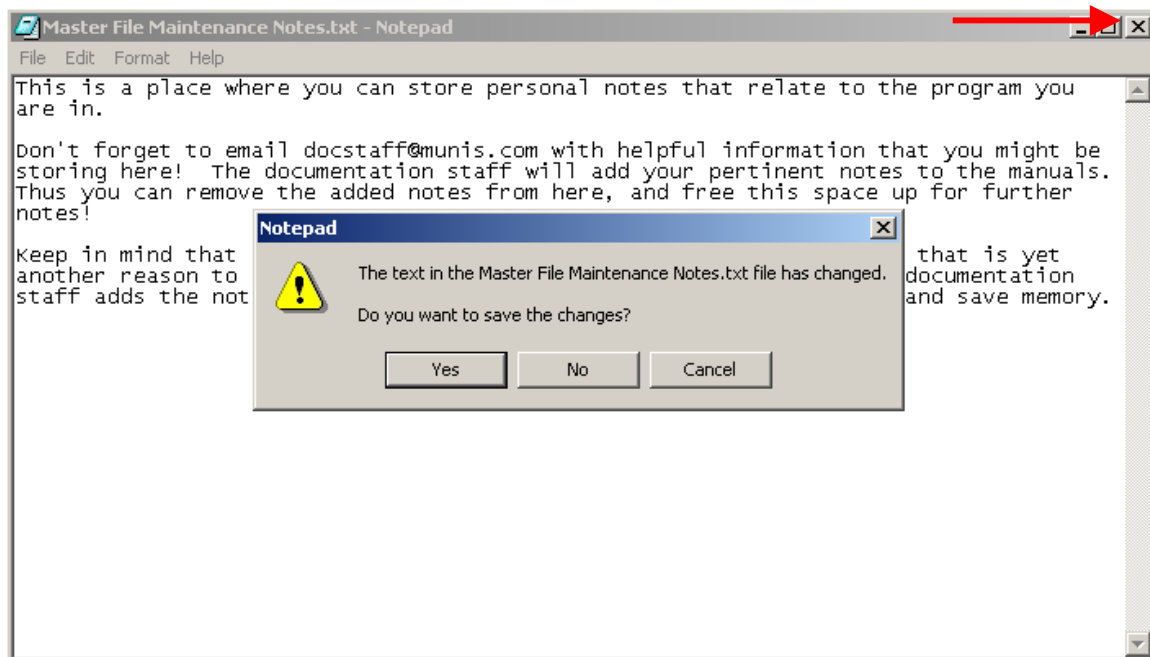 Master File Maintenance Notes.txt - Notepad
File Edit Format Help
This is a place where you can store personal notes that relate to the program you
are in.
Don't forget to email docstaff@munis.com with helpful information that you might be
storing here!  The documentation staff will add your pertinent notes to the manuals.
Thus you can remove the added notes from here, and free this space up for further
notes!
Keep in mind that that is yet
another reason to documentation
staff adds the not and save memory.
Notepad
The text in the Master File Maintenance Notes.txt file has changed.
Do you want to save the changes?
Yes No Cancel